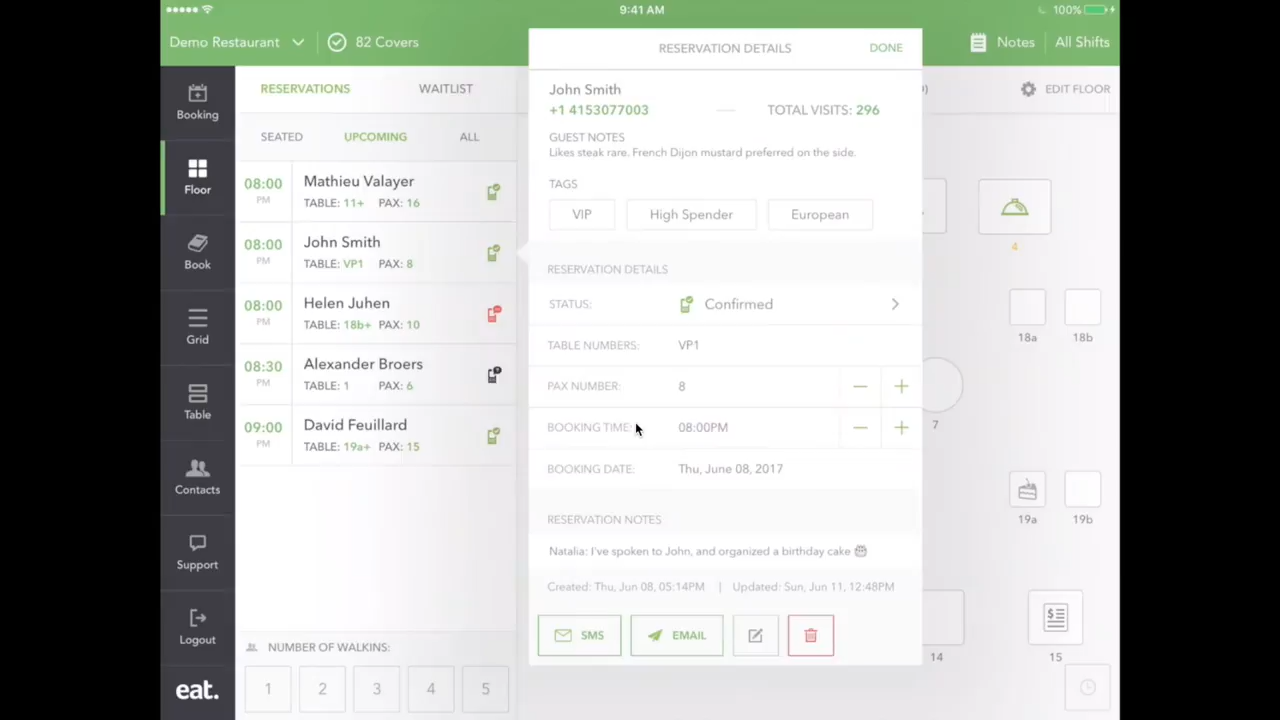 9:41 AM
100%
Demo Restaurant
82 Covers
Notes
All Shifts
Booking
Floor
Book
Grid
Table
Contacts
Support
Logout
eat.
RESERVATIONS
WAITLIST
SEATED
UPCOMING
ALL
08:00 PM
Mathieu Valayer
TABLE: 11+ PAX: 16
08:00 PM
John Smith
TABLE: VP1 PAX: 8
08:00 PM
Helen Juhen
TABLE: 18b+ PAX: 10
08:30 PM
Alexander Broers
TABLE: 1 PAX: 6
09:00 PM
David Feuillard
TABLE: 19a+ PAX: 15
NUMBER OF WALKINS:
1 2 3 4 5
RESERVATION DETAILS
DONE
John Smith
+1 4153077003
TOTAL VISITS: 296
GUEST NOTES
Likes steak rare. French Dijon mustard preferred on the side.
TAGS
VIP
High Spender
European
RESERVATION DETAILS
STATUS: Confirmed
TABLE NUMBERS: VP1
PAX NUMBER: 8
BOOKING TIME: 08:00PM
BOOKING DATE: Thu, June 08, 2017
RESERVATION NOTES
Natalia: I've spoken to John, and organized a birthday cake 🎂
Created: Thu, Jun 08, 05:14PM | Updated: Sun, Jun 11, 12:48PM
SMS
EMAIL
EDIT FLOOR
4
18a
18b
7
19a
19b
14
15